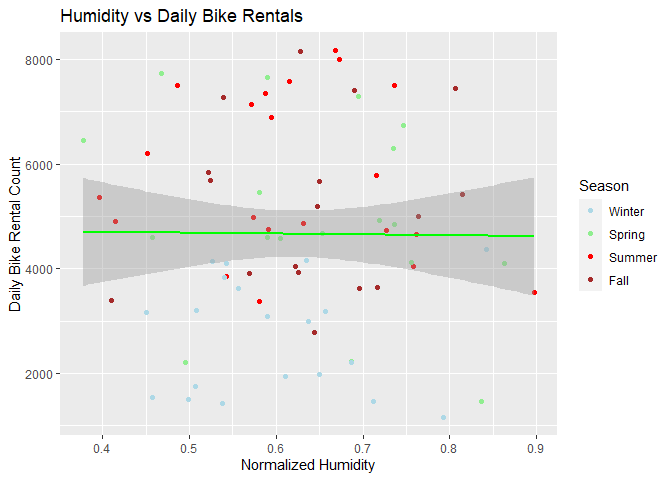 Humidity vs Daily Bike Rentals
Daily Bike Rental Count
8000
6000
4000
2000
0.4 0.5 0.6 0.7 0.8 0.9
Normalized Humidity
Season
Winter
Spring
Summer
Fall